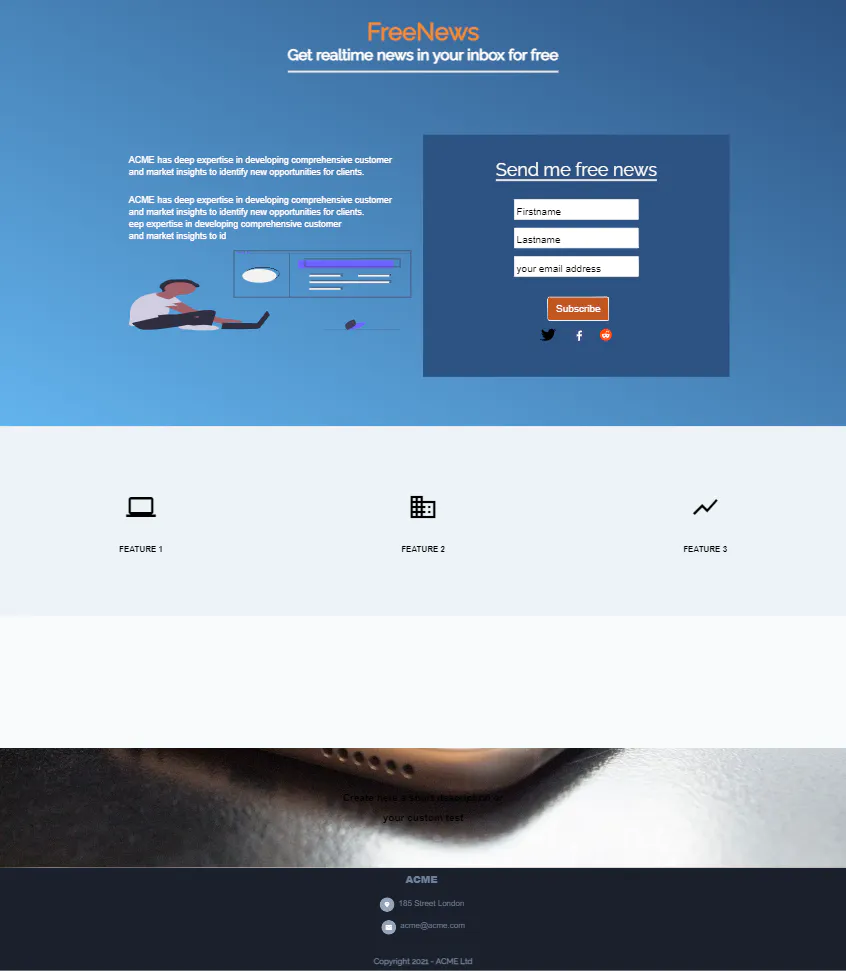 FreeNews
Get realtime news in your inbox for free
ACME has deep expertise in developing comprehensive customer
and market insights to identify new opportunities for clients.
ACME has deep expertise in developing comprehensive customer
and market insights to identify new opportunities for clients.
eep expertise in developing comprehensive customer
and market insights to id
Send me free news
Firstname
Lastname
your email address
Subscribe
FEATURE 1
FEATURE 2
FEATURE 3
Create here a short description or
your custom test
ACME
185 Street London
acme@acme.com
Copyright 2021 - ACME Ltd